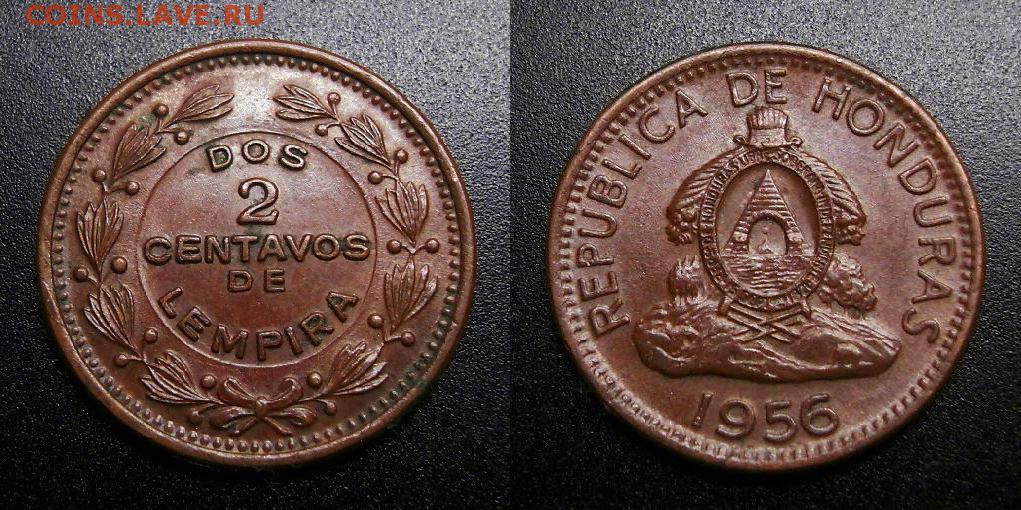 COINS.LAVE.RU
DOS
2
CENTAVOS
DE
LEMPIRA
REPUBLICA DE HONDURAS
1956